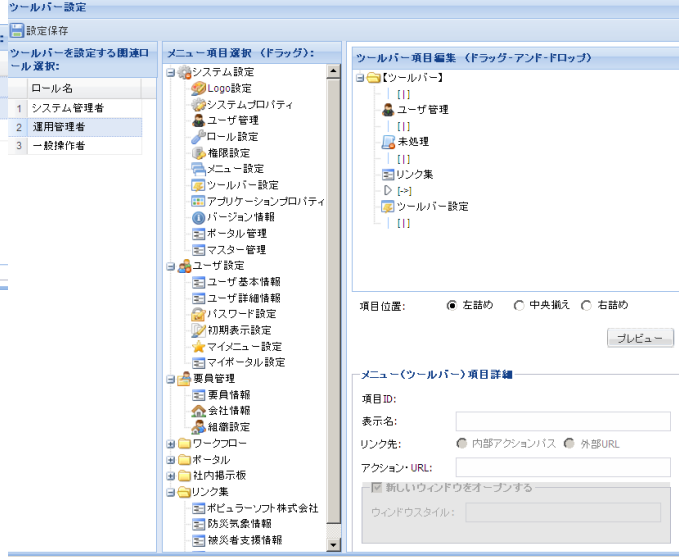 ツールバー設定
設定保存
ツールバーを設定する関連ロ
ール選択:
ロール名
1 システム管理者
2 運用管理者
3 一般操作者
メニュー項目選択 (ドラッグ):
システム設定
Logo設定
システムプロパティ
ユーザ管理
ロール設定
権限設定
メニュー設定
ツールバー設定
アプリケーションプロパティ
バージョン情報
ポータル管理
マスター管理
ユーザ設定
ユーザ基本情報
ユーザ詳細情報
パスワード設定
初期表示設定
マイメニュー設定
マイポータル設定
要員管理
要員情報
会社情報
組織設定
ワークフロー
ポータル
社内掲示板
リンク集
ポピュラーソフト株式会社
防災気象情報
被災者支援情報
ツールバー項目編集 (ドラッグ-アンド-ドロップ)
【ツールバー】
[|]
ユーザ管理
[|]
未処理
[|]
リンク集
[->]
ツールバー設定
[|]
項目位置: 左詰め 中央揃え 右詰め
プレビュー
メニュー(ツールバー)項目詳細
項目ID:
表示名:
リンク先: 内部アクションパス 外部URL
アクション・URL:
新しいウィンドウをオープンする
ウィンドウスタイル: